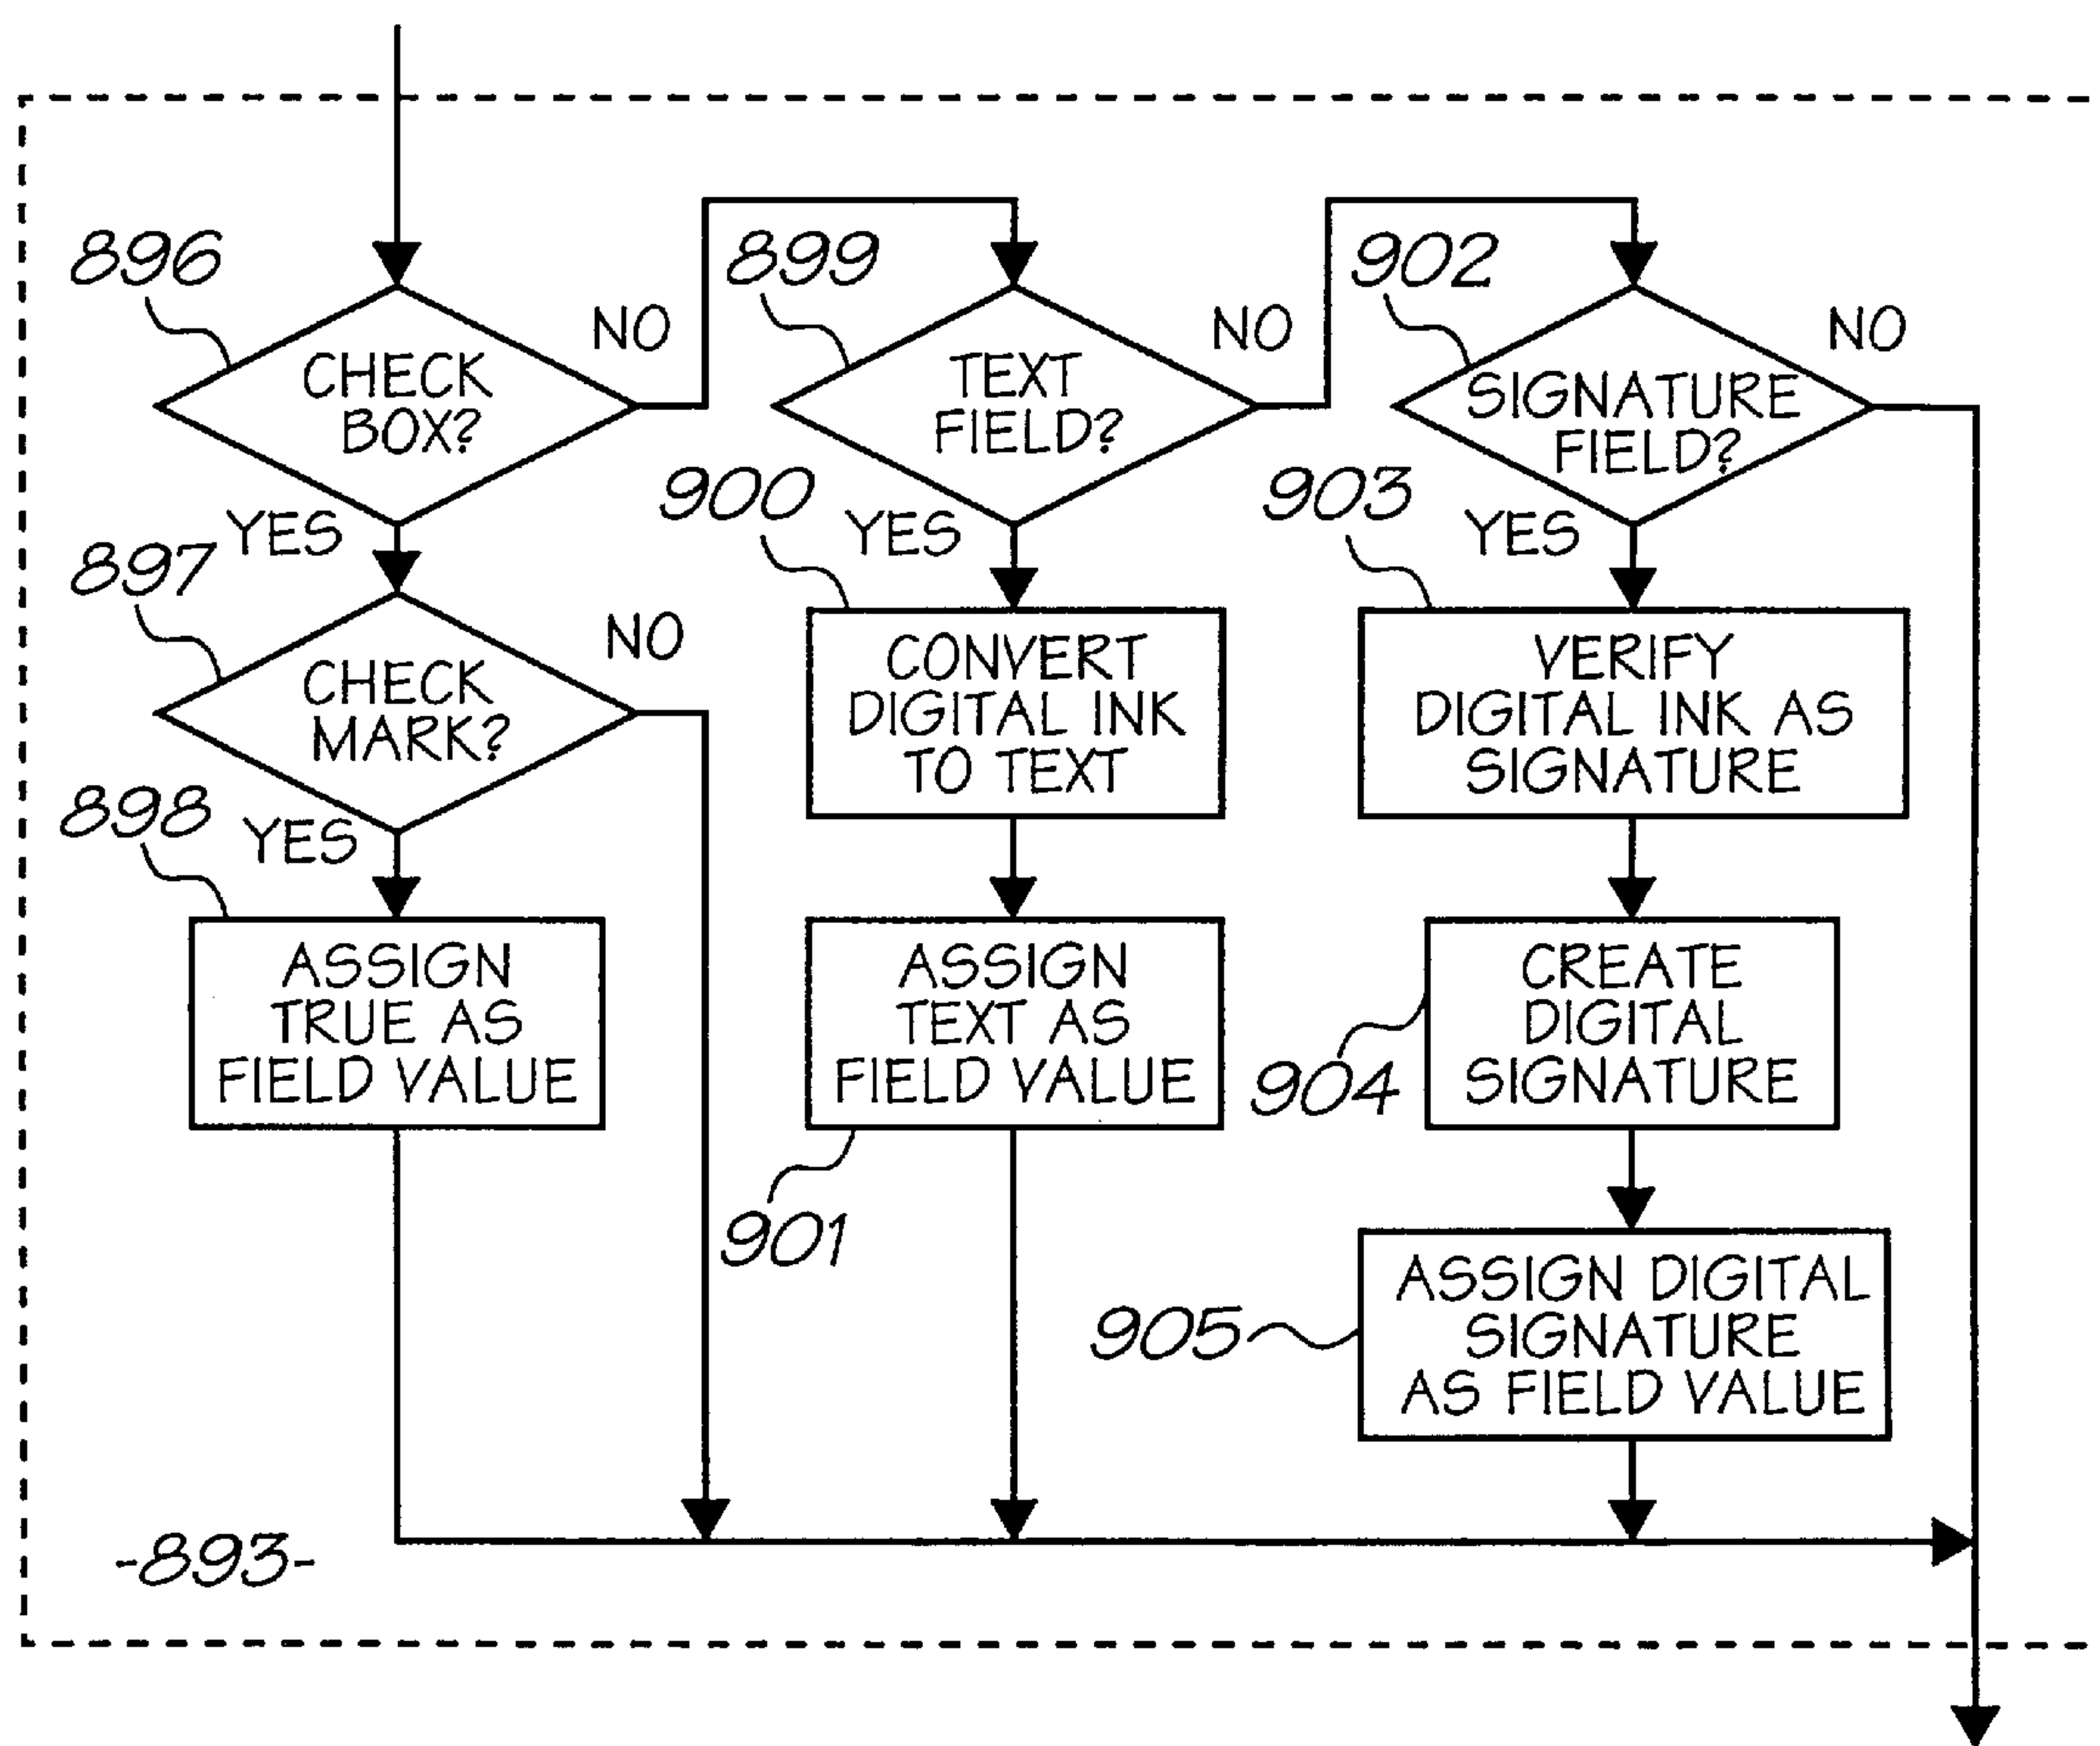 896
CHECK
BOX?
NO
YES
899
TEXT
FIELD?
NO
YES
902
SIGNATURE
FIELD?
NO
YES
897
CHECK
MARK?
NO
YES
900
CONVERT
DIGITAL INK
TO TEXT
903
VERIFY
DIGITAL INK AS
SIGNATURE
898
ASSIGN
TRUE AS
FIELD VALUE
ASSIGN
TEXT AS
FIELD VALUE
901
CREATE
DIGITAL
SIGNATURE
904
905
ASSIGN DIGITAL
SIGNATURE
AS FIELD VALUE
-893-